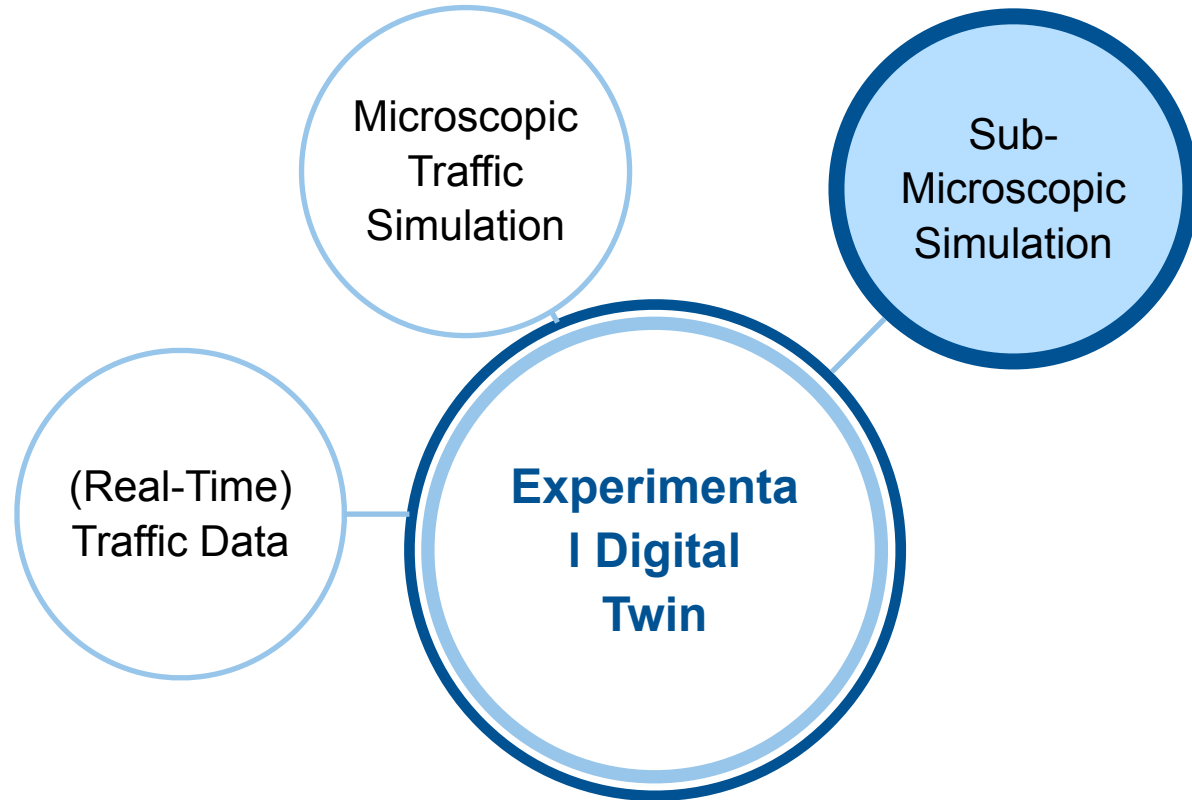 Microscopic
Traffic
Simulation
Sub-
Microscopic
Simulation
(Real-Time)
Traffic Data
Experimenta
l Digital
Twin